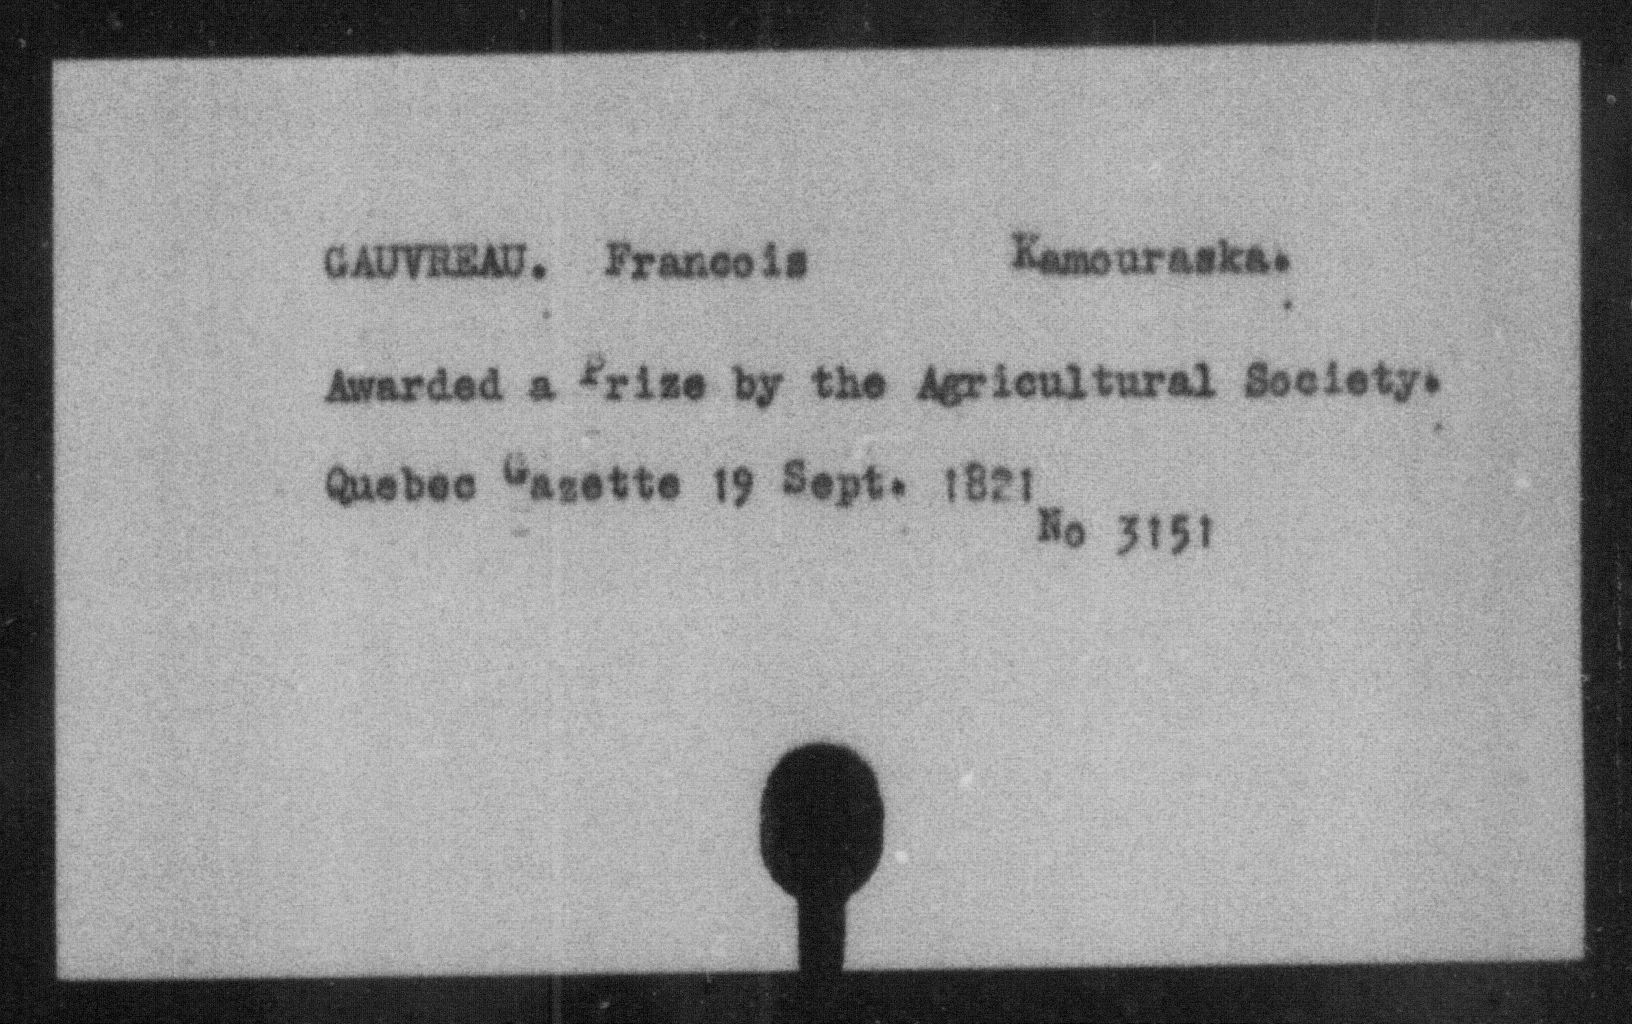 GAUVREAU. Francois Kamouraska.
Awarded a Prize by the Agricultural Society.
Quebec Gazette 19 Sept. 1821
No 3151